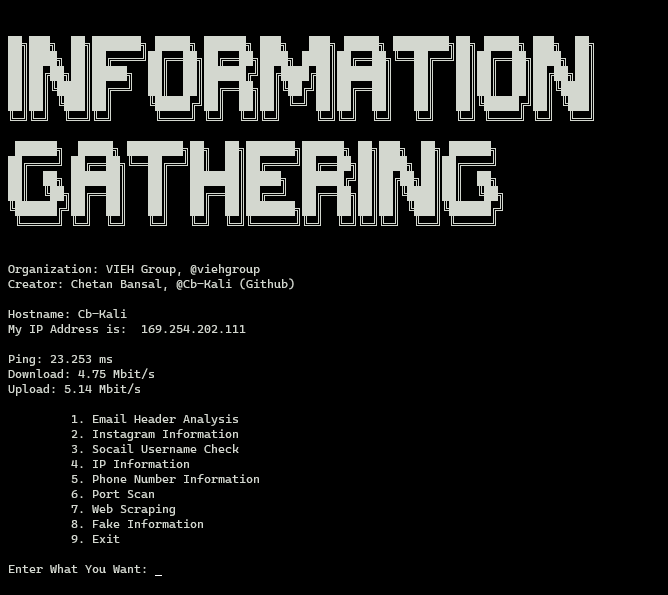 INFORMATION
GATHERING
Organization: VIEH Group, @viehgroup
Creator: Chetan Bansal, @Cb-Kali (Github)
Hostname: Cb-Kali
My IP Address is:  169.254.202.111
Ping: 23.253 ms
Download: 4.75 Mbit/s
Upload: 5.14 Mbit/s
1. Email Header Analysis
2. Instagram Information
3. Socail Username Check
4. IP Information
5. Phone Number Information
6. Port Scan
7. Web Scraping
8. Fake Information
9. Exit
Enter What You Want: _